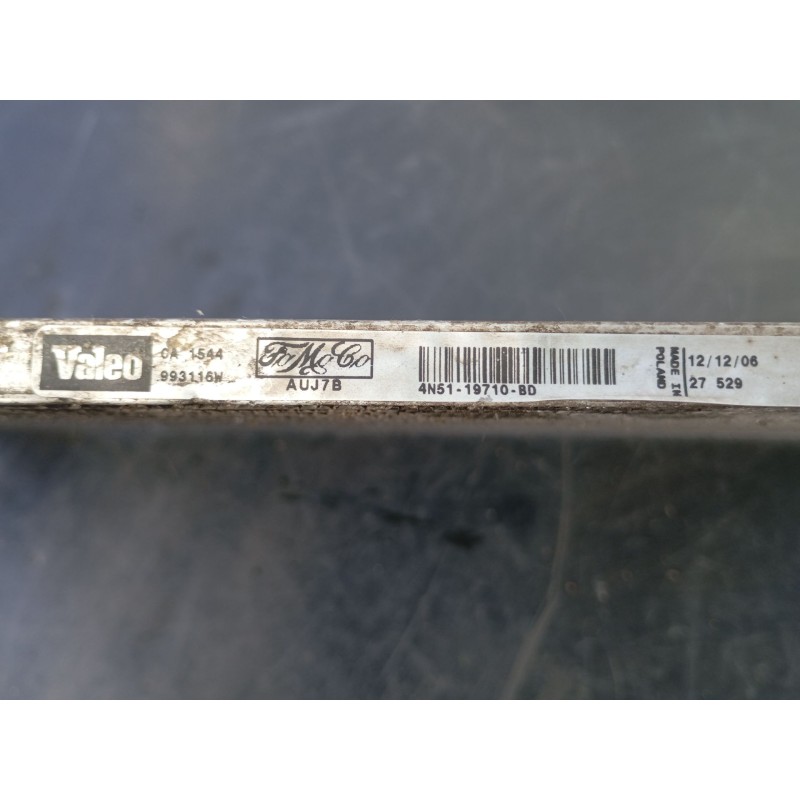 Valeo
CA 1544
993116W
FoMoCo
AUJ7B
4N51-19710-BD
MADE IN
POLAND
12/12/06
27 529